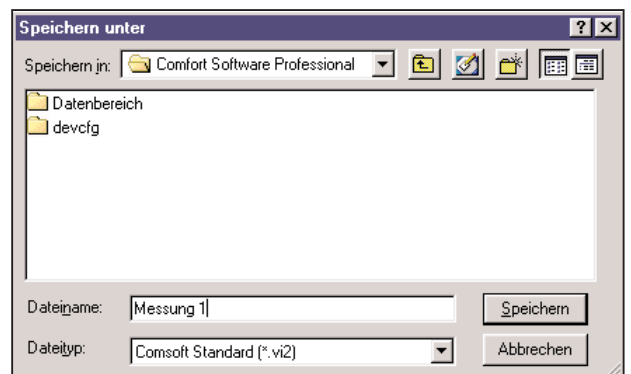 Speichern unter
Speichern in: Comfort Software Professional
Datenbereich
devcfg
Dateiname: Messung 1 Speichern
Dateityp: Comsoft Standard (*.vi2) Abbrechen